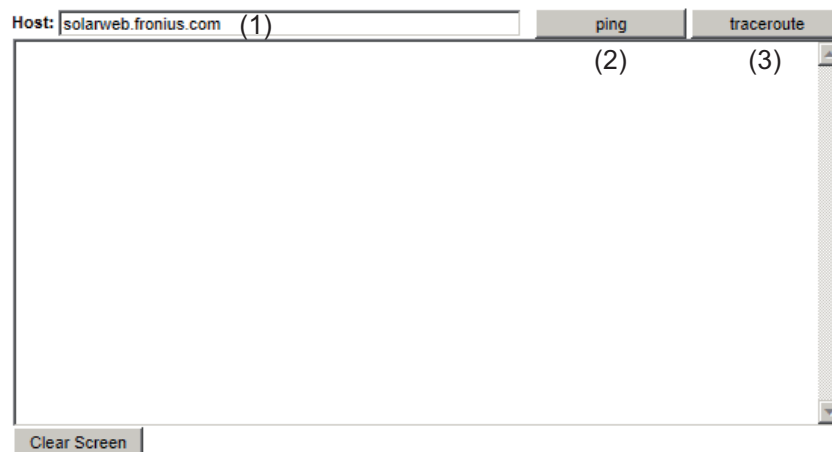 Host: solarweb.fronius.com (1) ping traceroute
(2) (3)
Clear Screen